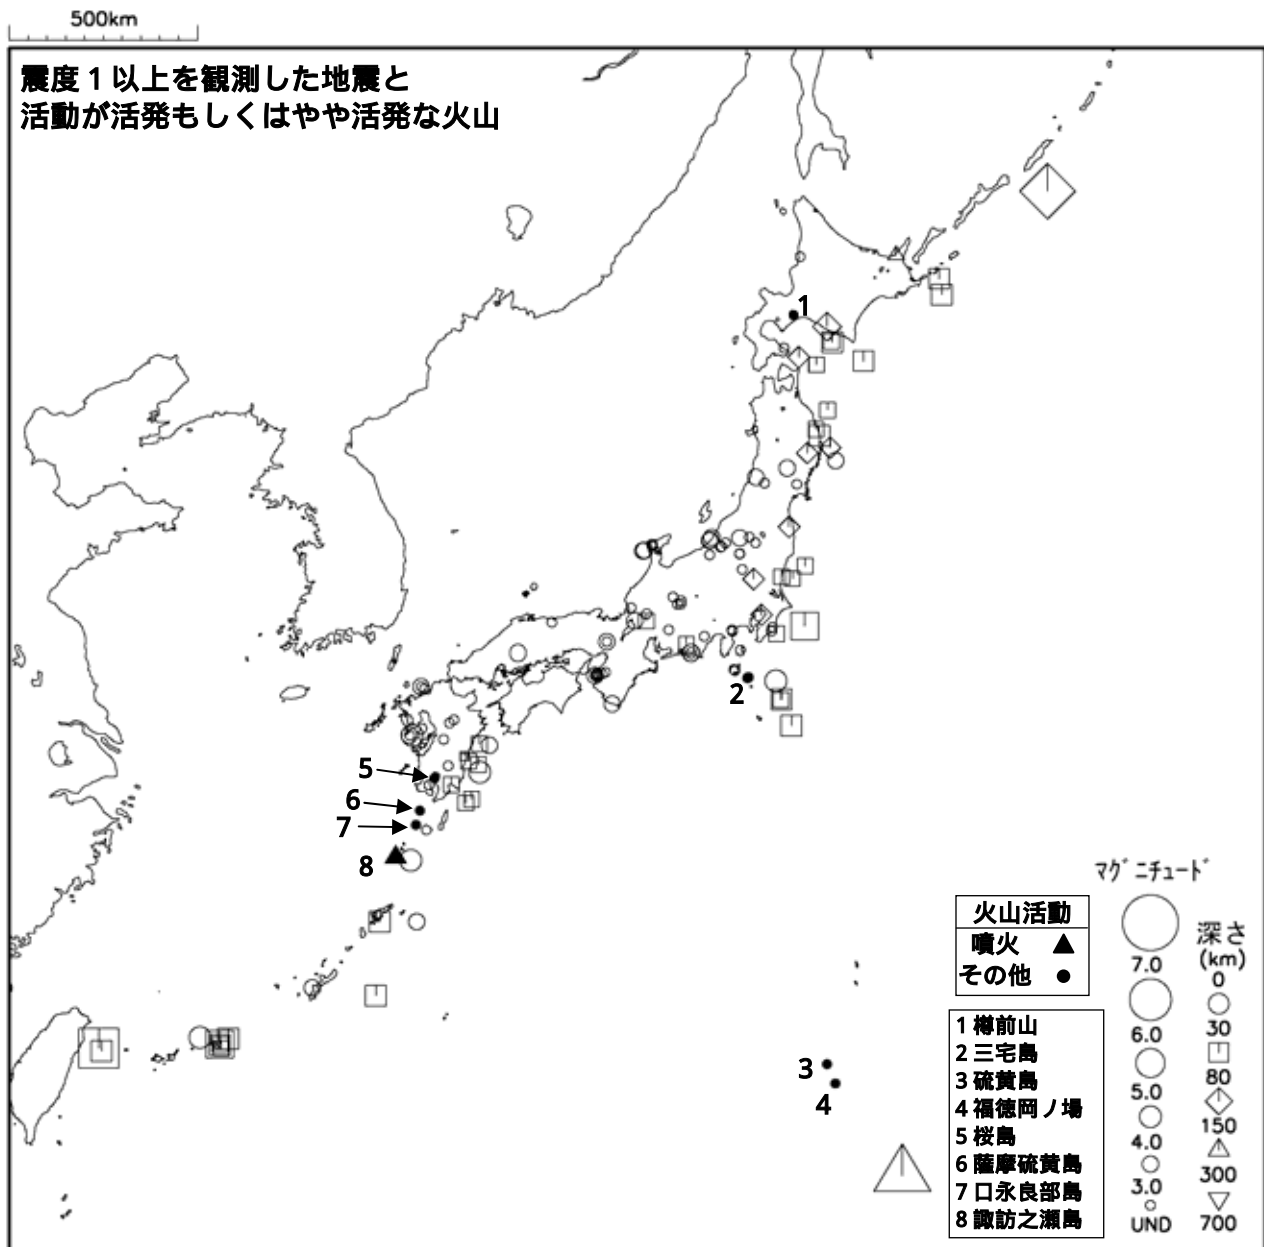 500km
震度１以上を観測した地震と
活動が活発もしくはやや活発な火山
1
2
5
6
7
8
3
4
火山活動
噴火 ▲
その他 ●
1 樽前山
2 三宅島
3 硫黄島
4 福徳岡ノ場
5 桜島
6 薩摩硫黄島
7 口永良部島
8 諏訪之瀬島
マグニチュード
7.0
6.0
5.0
4.0
3.0
UND
深さ
(km)
0
30
80
150
300
700